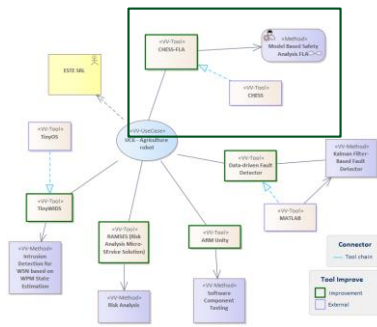 «VV-Tool»
CHESS-FLA
«Method»
Model Based Safety
Analysis FLA
ESTE SRL
«VV-Tool»
CHESS
«VV-Tool»
TinyOS
«VV-UseCase»
Agriculture
robot
«VV-Tool»
Data-driven Fault
Detector
«VV-Method»
Kalman Filter-
Based Fault
Detector
«VV-Tool»
TinyWIDS
«VV-Tool»
MATLAB
«VV-Tool»
RAMSES (Risk
Analysis Micro-
SErvice Solution)
«VV-Tool»
ARM Unity
«VV-Method»
Intrusion
Detection for
WSN based on
WPM State
Estimation
«VV-Method»
Risk Analysis
«VV-Method»
Software
Component
Testing
Connector
Tool chain
Tool Improve
Improvement
External